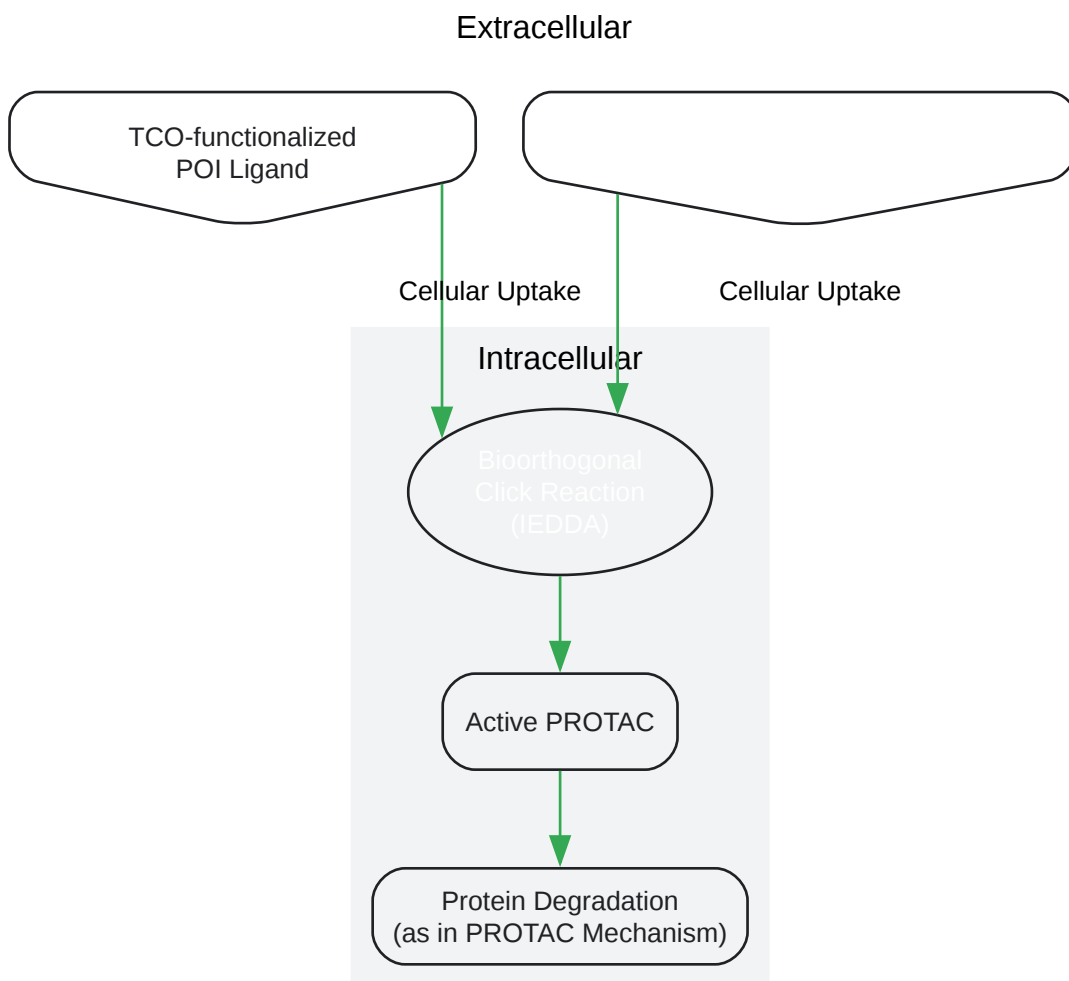 Extracellular
TCO-functionalized
POI Ligand
Cellular Uptake
Cellular Uptake
Intracellular
Bioorthogonal
Click Reaction
(IEDDA)
Active PROTAC
Protein Degradation
(as in PROTAC Mechanism)